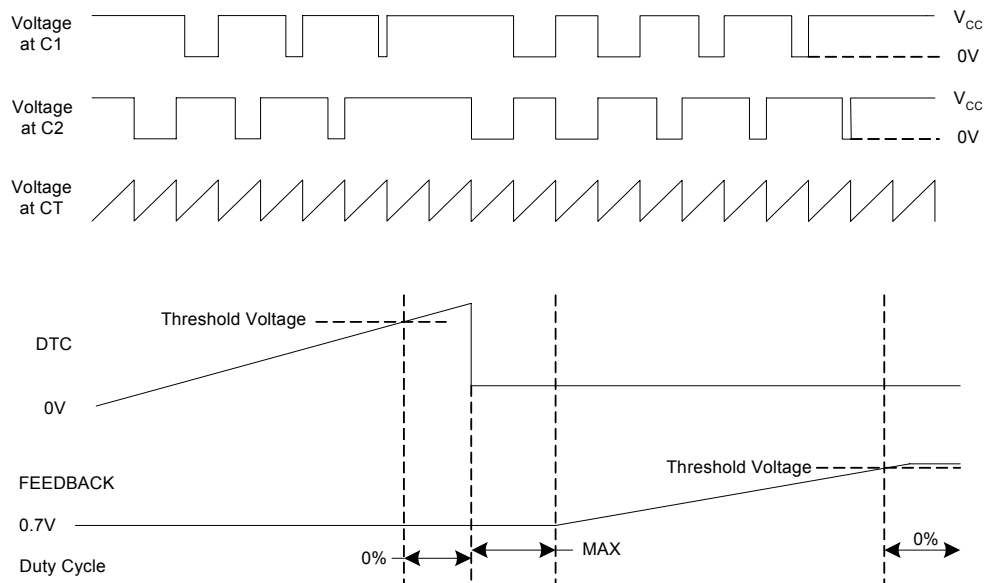 Voltage
at C1
VCC
0V
Voltage
at C2
VCC
0V
Voltage
at CT
Threshold Voltage
DTC
0V
Threshold Voltage
FEEDBACK
0.7V
Duty Cycle
0%
MAX
0%